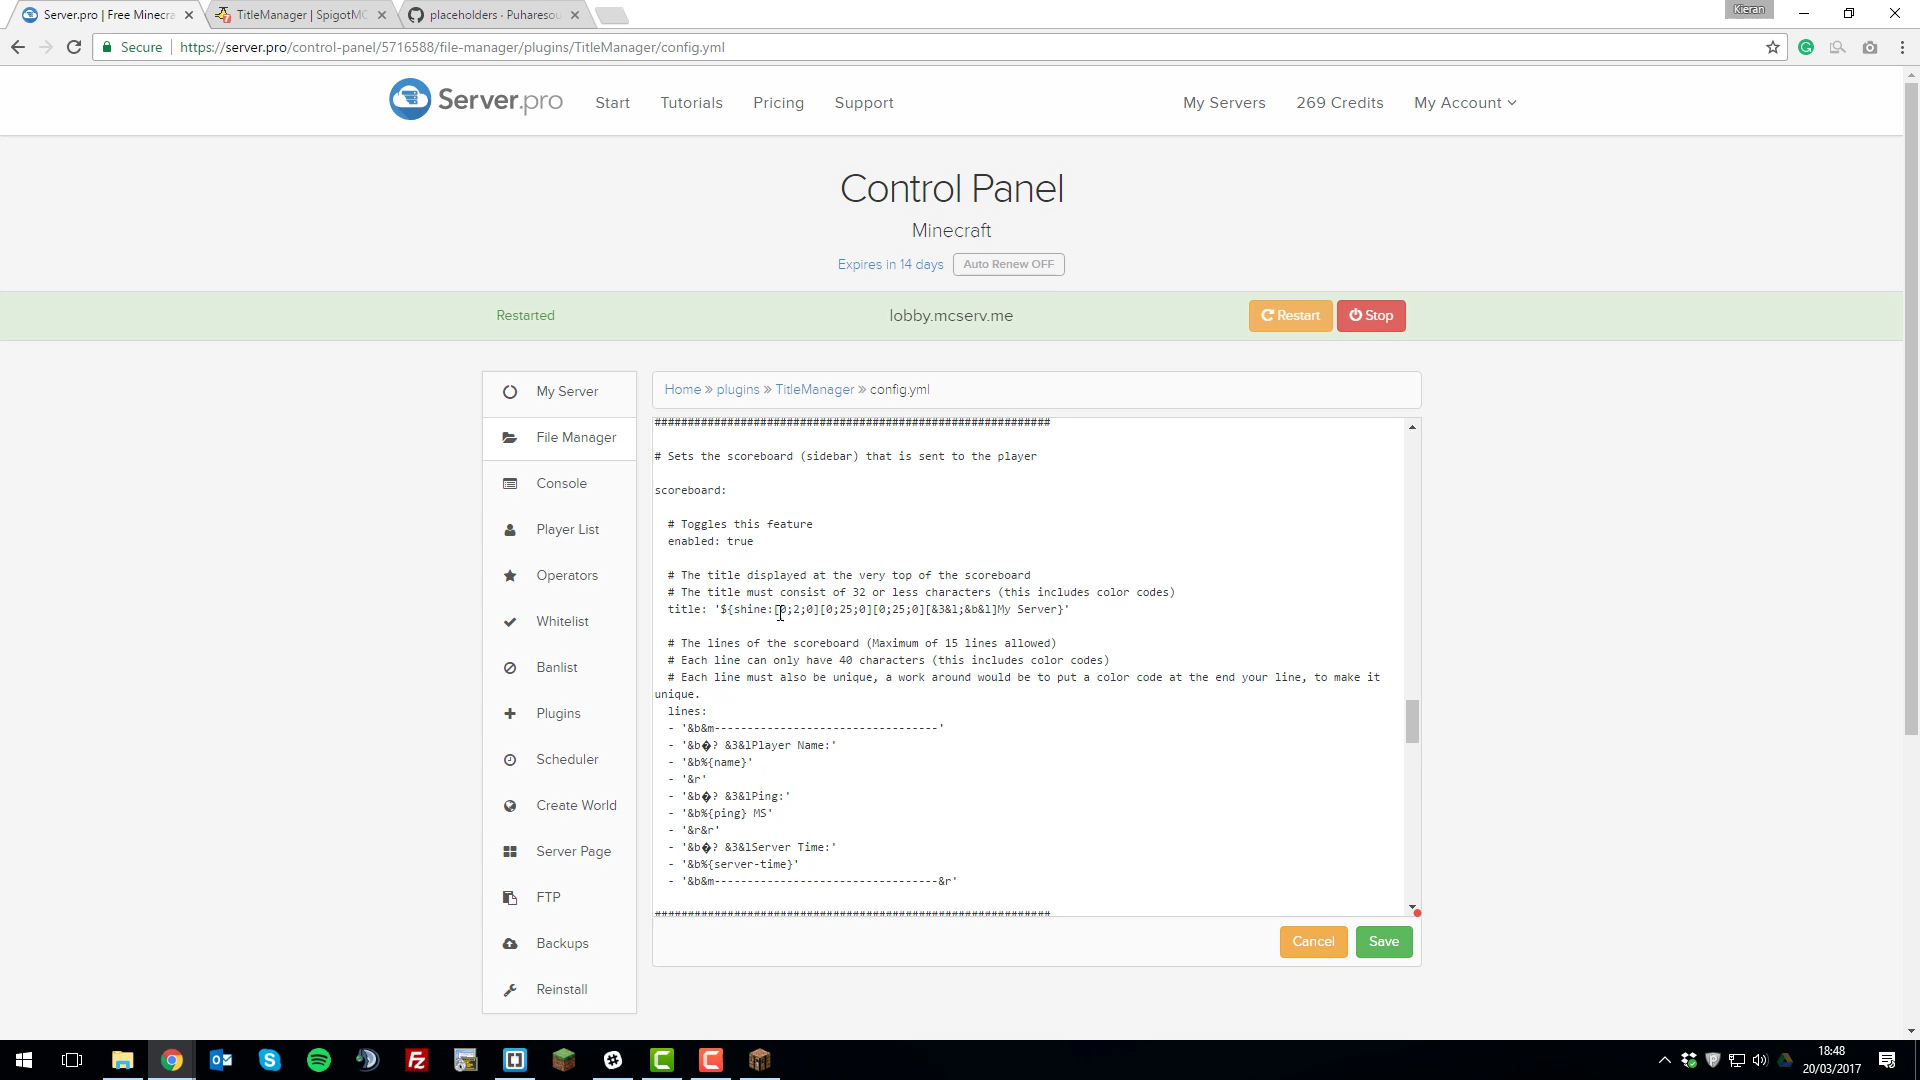 Server.pro | Free Minecra
TitleManager | SpigotMC
placeholders · Puharesou
Kieran
Secure
https://server.pro/control-panel/5716588/file-manager/plugins/TitleManager/config.yml
Server.pro
Start
Tutorials
Pricing
Support
My Servers
269 Credits
My Account
Control Panel
Minecraft
Expires in 14 days
Auto Renew OFF
Restarted
lobby.mcserv.me
Restart
Stop
My Server
File Manager
Console
Player List
Operators
Whitelist
Banlist
Plugins
Scheduler
Create World
Server Page
FTP
Backups
Reinstall
Home » plugins » TitleManager » config.yml
############################################################
# Sets the scoreboard (sidebar) that is sent to the player
scoreboard:
# Toggles this feature
enabled: true
# The title displayed at the very top of the scoreboard
# The title must consist of 32 or less characters (this includes color codes)
title: '${shine:[0;2;0][0;25;0][0;25;0][&3&l;&b&l]My Server}'
# The lines of the scoreboard (Maximum of 15 lines allowed)
# Each line can only have 40 characters (this includes color codes)
# Each line must also be unique, a work around would be to put a color code at the end your line, to make it
unique.
lines:
- '&b&m----------------------------------'
- '&b�? &3&lPlayer Name:'
- '&b%{name}'
- '&r'
- '&b�? &3&lPing:'
- '&b%{ping} MS'
- '&r&r'
- '&b�? &3&lServer Time:'
- '&b%{server-time}'
- '&b&m----------------------------------&r'
############################################################
Cancel
Save
18:48
20/03/2017